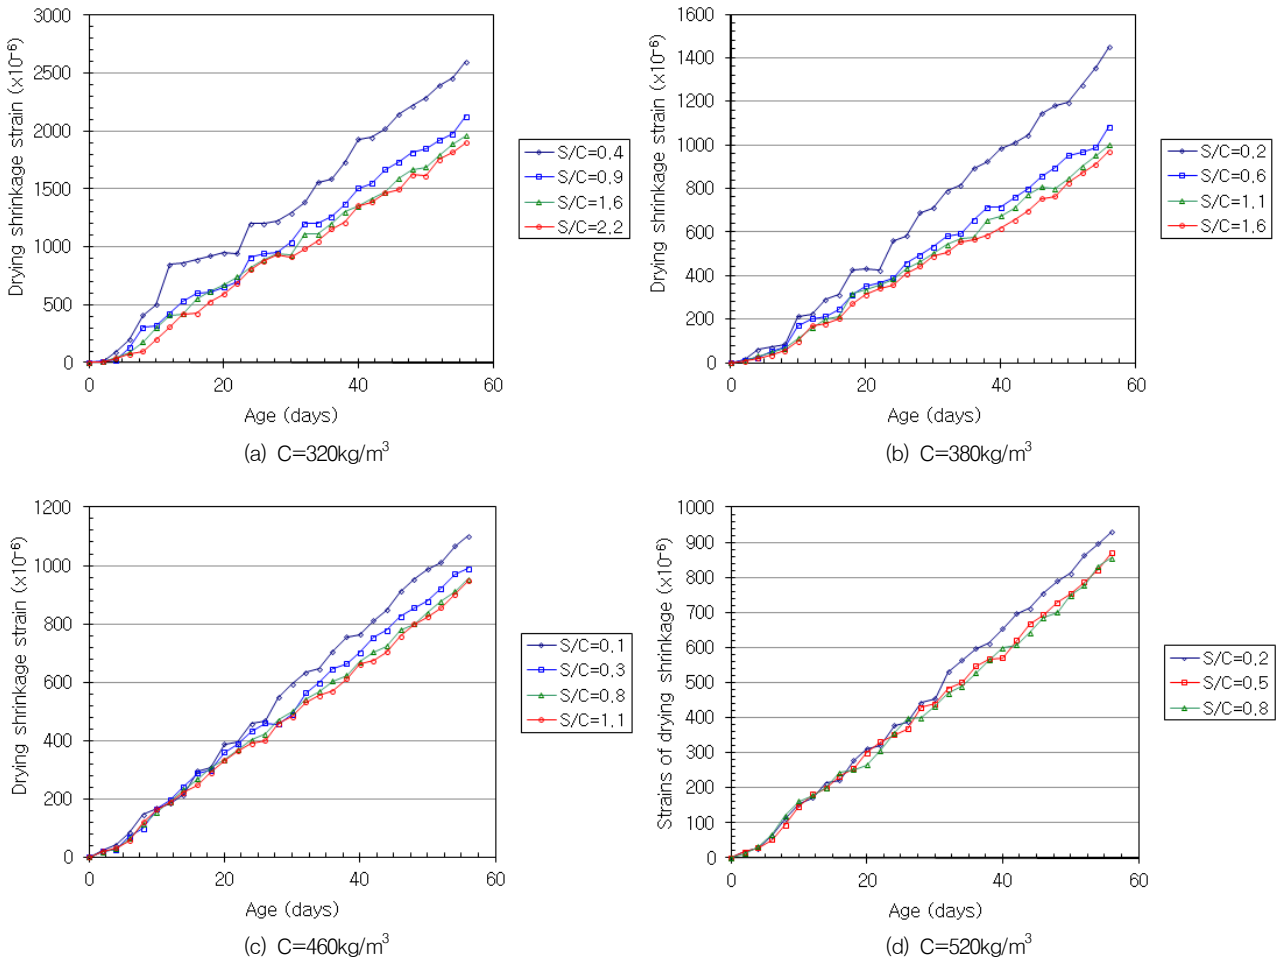 3000
2500
2000
1500
1000
500
0
Drying shrinkage strain (×10⁻⁶)
0 20 40 60
Age (days)
S/C=0.4
S/C=0.9
S/C=1.6
S/C=2.2
(a) C=320kg/m³
1600
1400
1200
1000
800
600
400
200
0
Drying shrinkage strain (×10⁻⁶)
0 20 40 60
Age (days)
S/C=0.2
S/C=0.6
S/C=1.1
S/C=1.6
(b) C=380kg/m³
1200
1000
800
600
400
200
0
Drying shrinkage strain (×10⁻⁶)
0 20 40 60
Age (days)
S/C=0.1
S/C=0.3
S/C=0.8
S/C=1.1
(c) C=460kg/m³
1000
900
800
700
600
500
400
300
200
100
0
Strains of drying shrinkage (×10⁻⁶)
0 20 40 60
Age (days)
S/C=0.2
S/C=0.5
S/C=0.8
(d) C=520kg/m³